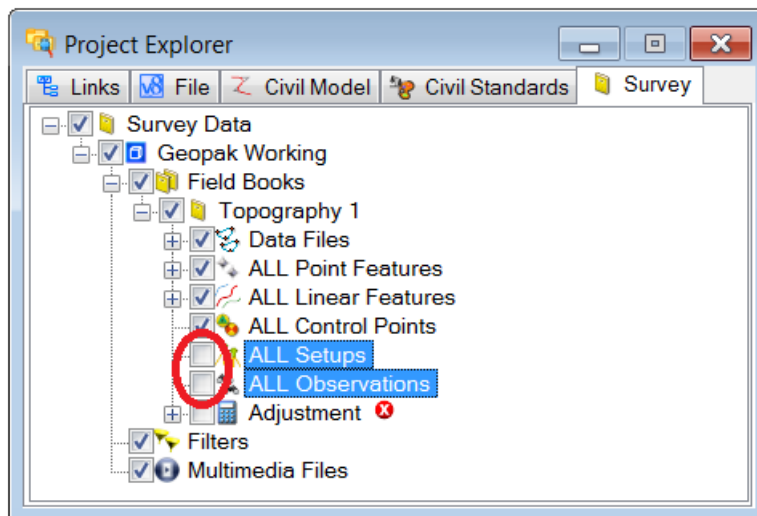 Project Explorer
Links File Civil Model Civil Standards Survey
Survey Data
Geopak Working
Field Books
Topography 1
Data Files
ALL Point Features
ALL Linear Features
ALL Control Points
ALL Setups
ALL Observations
Adjustment
Filters
Multimedia Files